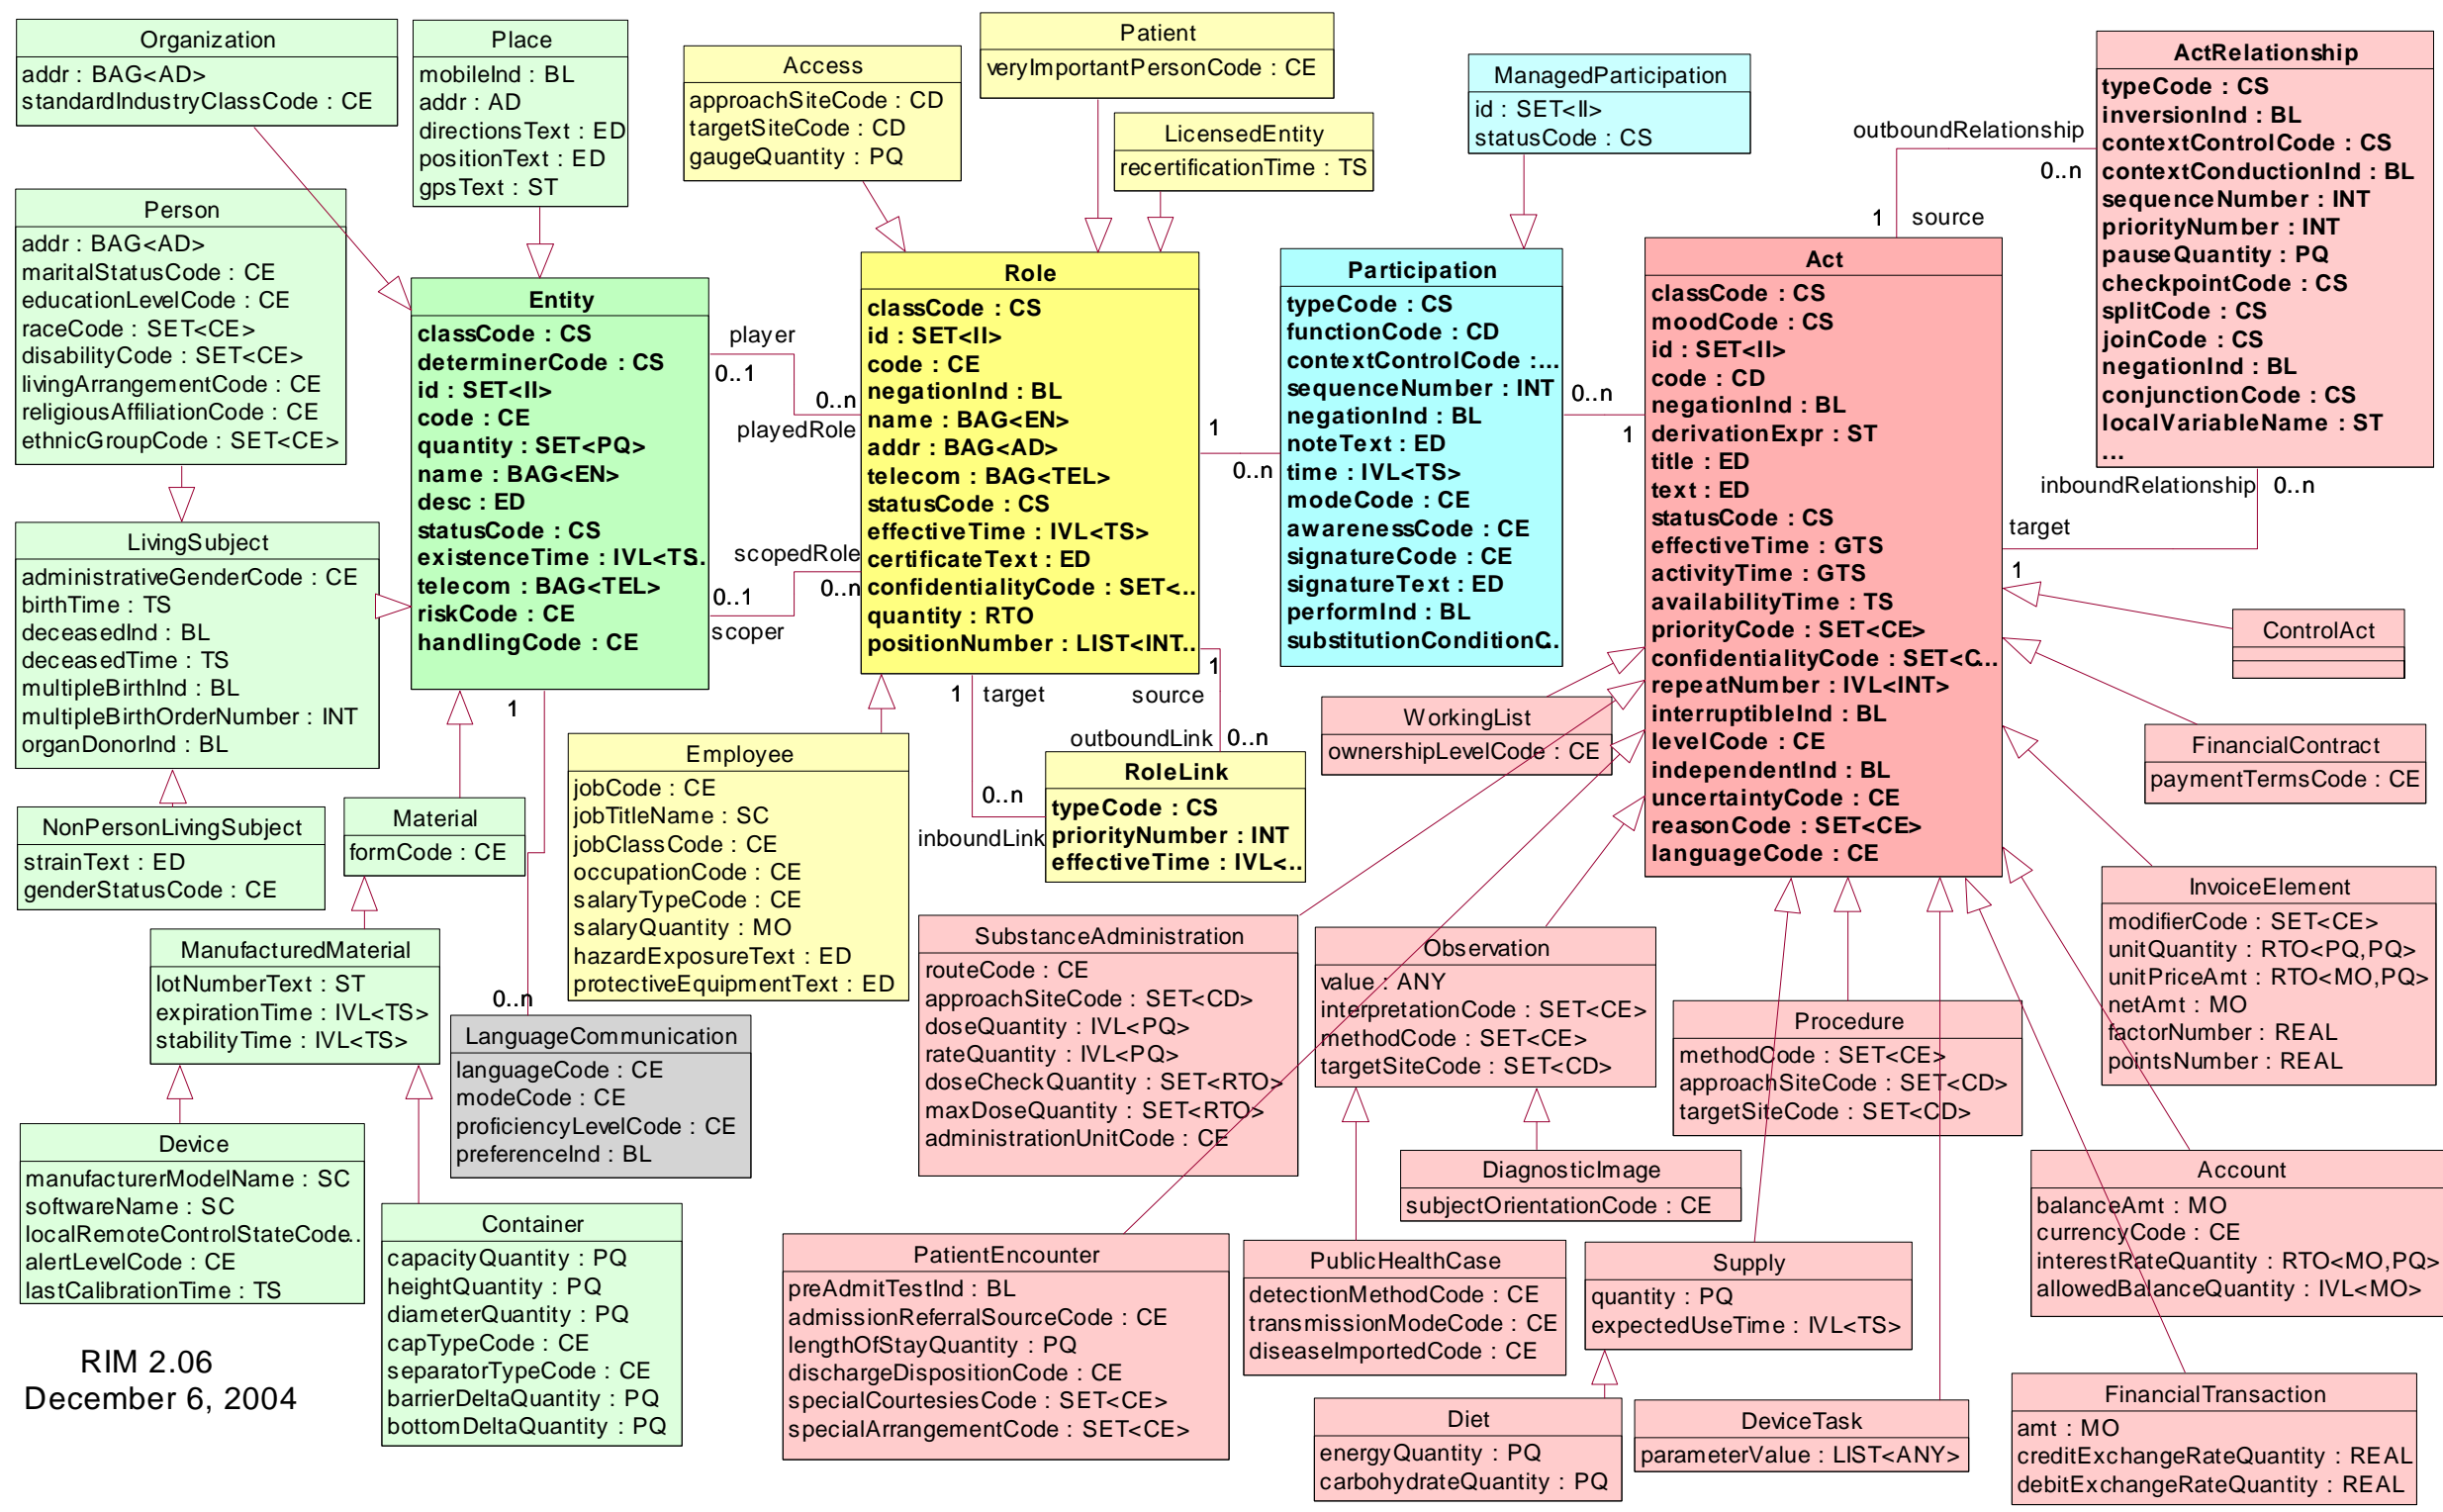 Organization
addr : BAG<AD>
standardIndustryClassCode : CE
Place
mobileInd : BL
addr : AD
directionsText : ED
positionText : ED
gpsText : ST
Access
approachSiteCode : CD
targetSiteCode : CD
gaugeQuantity : PQ
Patient
veryImportantPersonCode : CE
LicensedEntity
recertificationTime : TS
ManagedParticipation
id : SET<II>
statusCode : CS
ActRelationship
typeCode : CS
inversionInd : BL
contextControlCode : CS
contextConductionInd : BL
sequenceNumber : INT
priorityNumber : INT
pauseQuantity : PQ
checkpointCode : CS
splitCode : CS
joinCode : CS
negationInd : BL
conjunctionCode : CS
localVariableName : ST
...
outboundRelationship
0..n
1
source
inboundRelationship
0..n
target
1
Person
addr : BAG<AD>
maritalStatusCode : CE
educationLevelCode : CE
raceCode : SET<CE>
disabilityCode : SET<CE>
livingArrangementCode : CE
religiousAffiliationCode : CE
ethnicGroupCode : SET<CE>
Entity
classCode : CS
determinerCode : CS
id : SET<II>
code : CE
quantity : SET<PQ>
name : BAG<EN>
desc : ED
statusCode : CS
existenceTime : IVL<TS..
telecom : BAG<TEL>
riskCode : CE
handlingCode : CE
player
0..1
0..n
playedRole
scopedRole
0..n
0..1
scoper
Role
classCode : CS
id : SET<II>
code : CE
negationInd : BL
name : BAG<EN>
addr : BAG<AD>
telecom : BAG<TEL>
statusCode : CS
effectiveTime : IVL<TS>
certificateText : ED
confidentialityCode : SET<..
quantity : RTO
positionNumber : LIST<INT..
1
0..n
Participation
typeCode : CS
functionCode : CD
contextControlCode :...
sequenceNumber : INT
negationInd : BL
noteText : ED
time : IVL<TS>
modeCode : CE
awarenessCode : CE
signatureCode : CE
signatureText : ED
performInd : BL
substitutionConditionC..
0..n
1
Act
classCode : CS
moodCode : CS
id : SET<II>
code : CD
negationInd : BL
derivationExpr : ST
title : ED
text : ED
statusCode : CS
effectiveTime : GTS
activityTime : GTS
availabilityTime : TS
priorityCode : SET<CE>
confidentialityCode : SET<C...
repeatNumber : IVL<INT>
interruptibleInd : BL
levelCode : CE
independentInd : BL
uncertaintyCode : CE
reasonCode : SET<CE>
languageCode : CE
LivingSubject
administrativeGenderCode : CE
birthTime : TS
deceasedInd : BL
deceasedTime : TS
multipleBirthInd : BL
multipleBirthOrderNumber : INT
organDonorInd : BL
ControlAct
FinancialContract
paymentTermsCode : CE
WorkingList
ownershipLevelCode : CE
1
target
1
source
outboundLink
0..n
0..n
inboundLink
RoleLink
typeCode : CS
priorityNumber : INT
effectiveTime : IVL<..
Employee
jobCode : CE
jobTitleName : SC
jobClassCode : CE
occupationCode : CE
salaryTypeCode : CE
salaryQuantity : MO
hazardExposureText : ED
protectiveEquipmentText : ED
1
0..n
NonPersonLivingSubject
strainText : ED
genderStatusCode : CE
Material
formCode : CE
InvoiceElement
modifierCode : SET<CE>
unitQuantity : RTO<PQ,PQ>
unitPriceAmt : RTO<MO,PQ>
netAmt : MO
factorNumber : REAL
pointsNumber : REAL
ManufacturedMaterial
lotNumberText : ST
expirationTime : IVL<TS>
stabilityTime : IVL<TS>
LanguageCommunication
languageCode : CE
modeCode : CE
proficiencyLevelCode : CE
preferenceInd : BL
SubstanceAdministration
routeCode : CE
approachSiteCode : SET<CD>
doseQuantity : IVL<PQ>
rateQuantity : IVL<PQ>
doseCheckQuantity : SET<RTO>
maxDoseQuantity : SET<RTO>
administrationUnitCode : CE
Observation
value : ANY
interpretationCode : SET<CE>
methodCode : SET<CE>
targetSiteCode : SET<CD>
Procedure
methodCode : SET<CE>
approachSiteCode : SET<CD>
targetSiteCode : SET<CD>
Device
manufacturerModelName : SC
softwareName : SC
localRemoteControlStateCode..
alertLevelCode : CE
lastCalibrationTime : TS
Container
capacityQuantity : PQ
heightQuantity : PQ
diameterQuantity : PQ
capTypeCode : CE
separatorTypeCode : CE
barrierDeltaQuantity : PQ
bottomDeltaQuantity : PQ
DiagnosticImage
subjectOrientationCode : CE
Account
balanceAmt : MO
currencyCode : CE
interestRateQuantity : RTO<MO,PQ>
allowedBalanceQuantity : IVL<MO>
PatientEncounter
preAdmitTestInd : BL
admissionReferralSourceCode : CE
lengthOfStayQuantity : PQ
dischargeDispositionCode : CE
specialCourtesiesCode : SET<CE>
specialArrangementCode : SET<CE>
PublicHealthCase
detectionMethodCode : CE
transmissionModeCode : CE
diseaseImportedCode : CE
Supply
quantity : PQ
expectedUseTime : IVL<TS>
Diet
energyQuantity : PQ
carbohydrateQuantity : PQ
DeviceTask
parameterValue : LIST<ANY>
FinancialTransaction
amt : MO
creditExchangeRateQuantity : REAL
debitExchangeRateQuantity : REAL
RIM 2.06
December 6, 2004